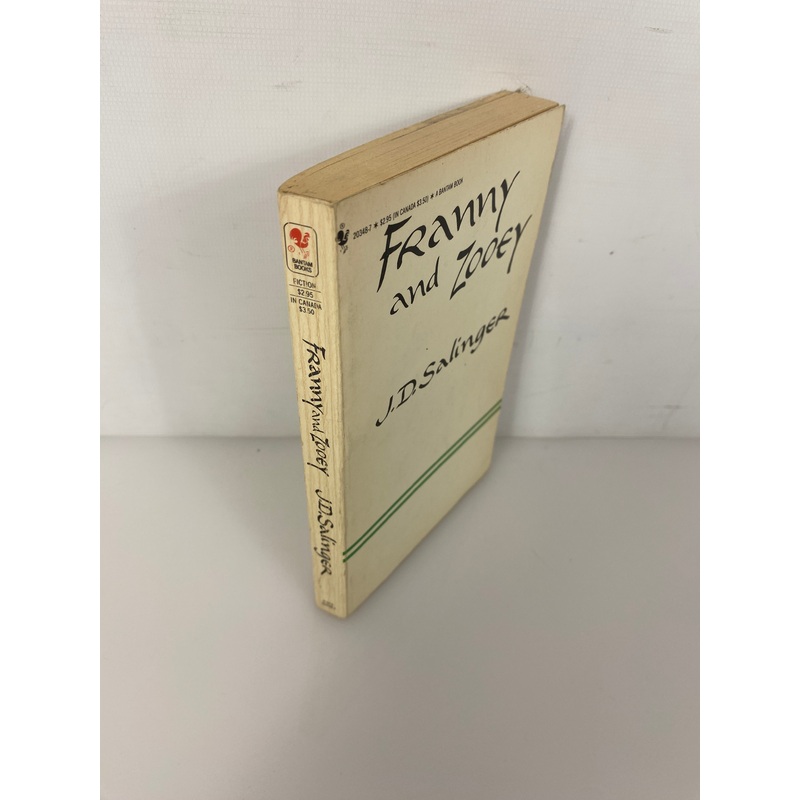 20348-7 ★ $2.95 (IN CANADA $3.50) ★ A BANTAM BOOK
Franny
and Zooey
J.D. Salinger
BANTAM
BOOKS
FICTION
$2.95
IN CANADA
$3.50
Franny and Zooey J.D. Salinger